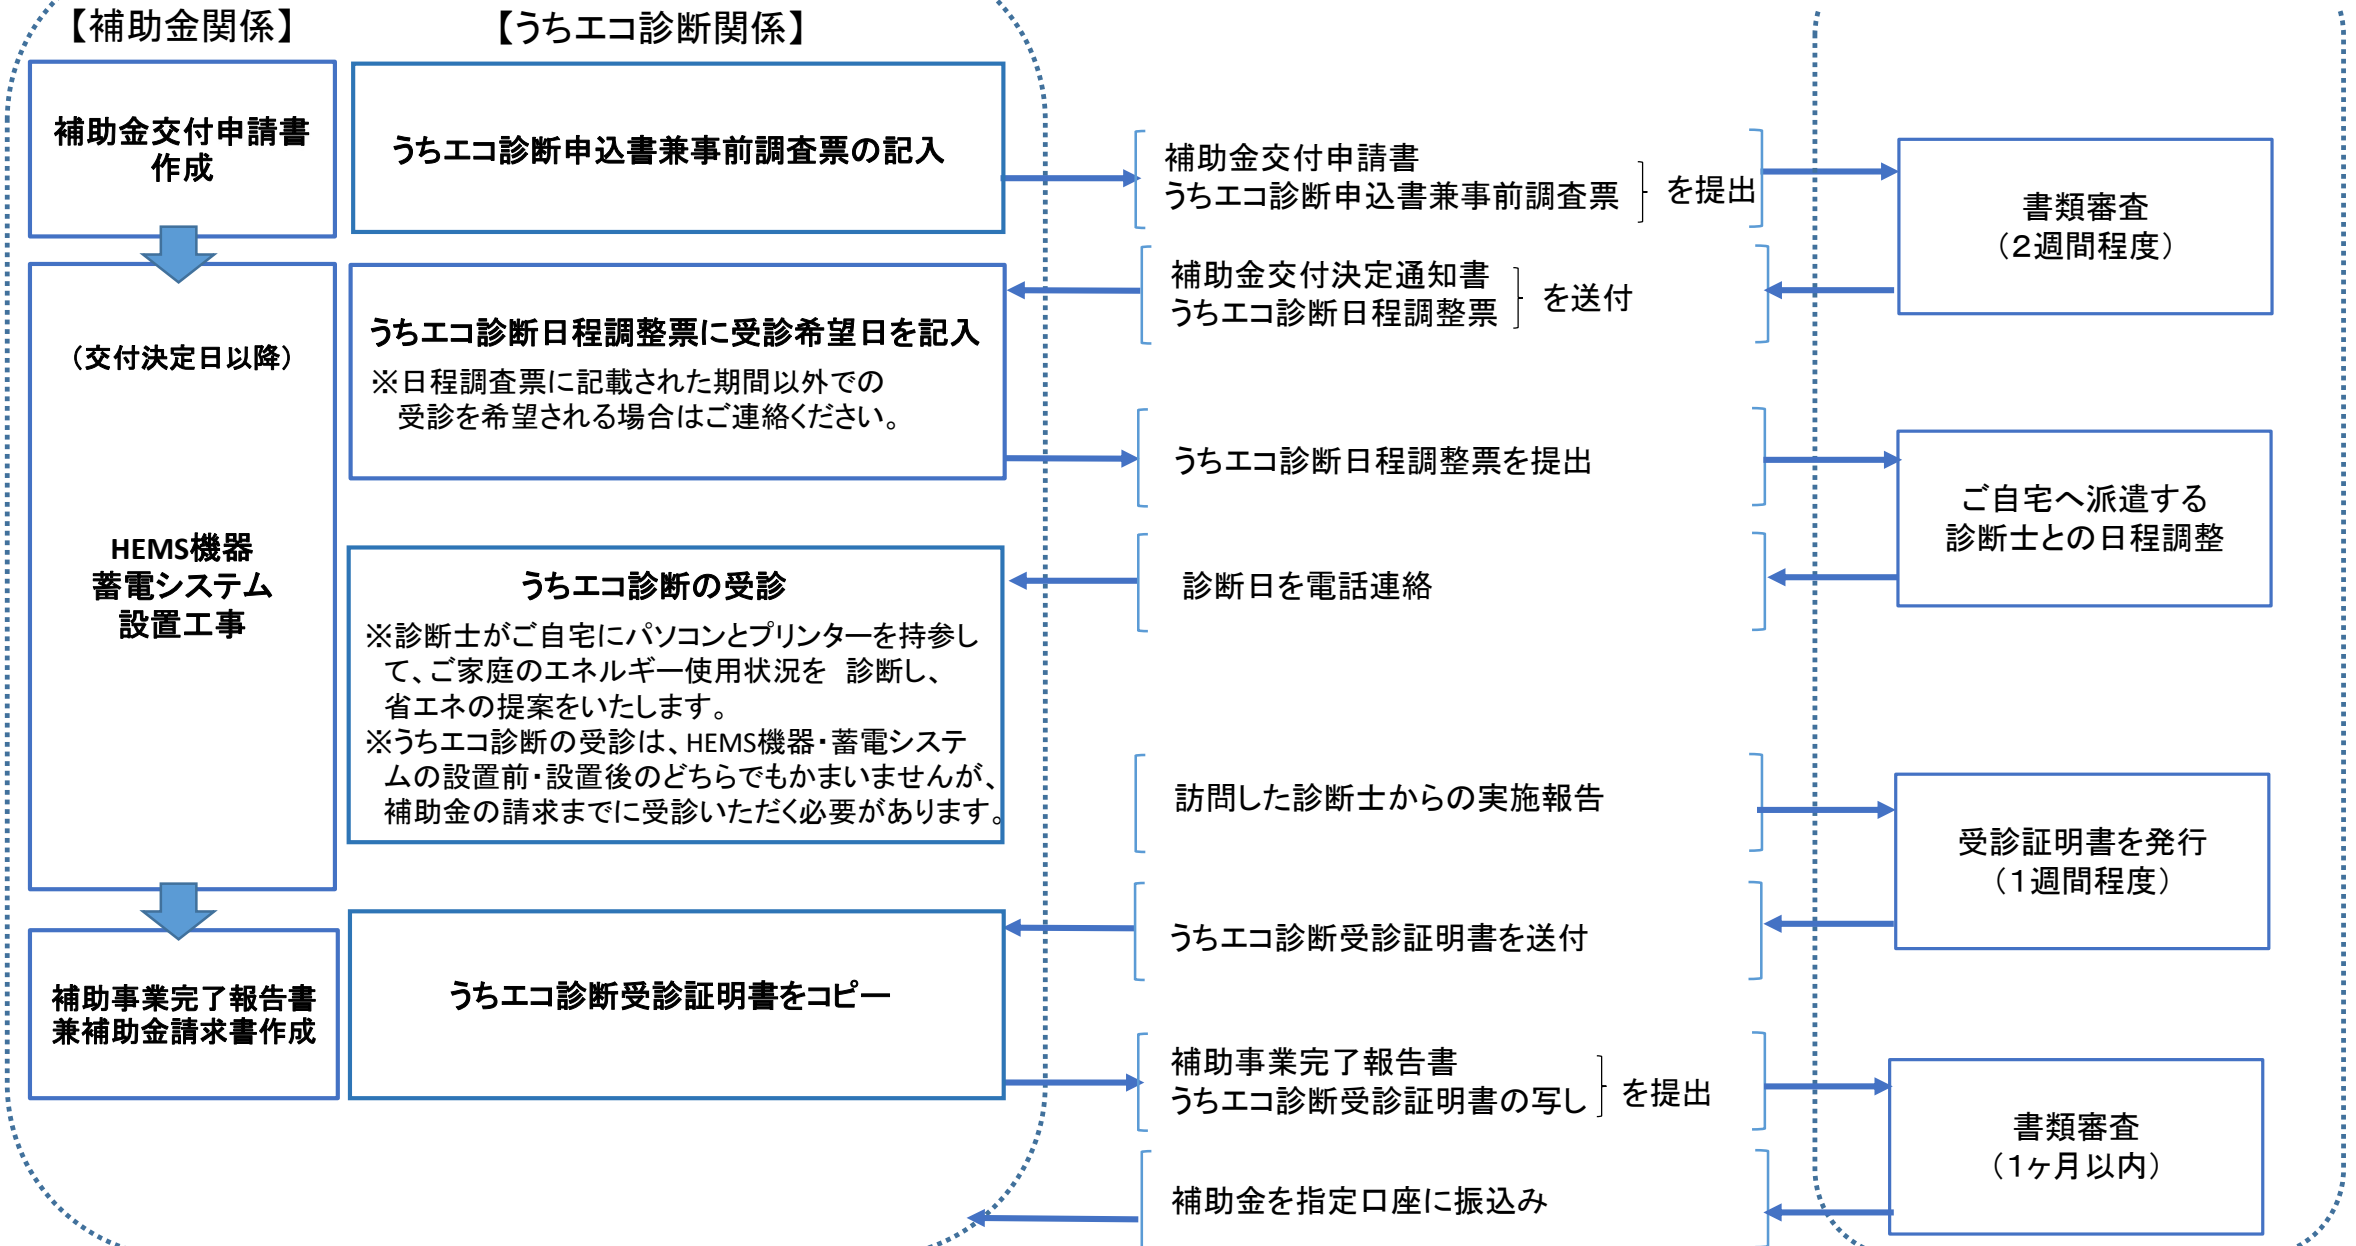 【補助金関係】
【うちエコ診断関係】
補助金交付申請書
作成
うちエコ診断申込書兼事前調査票の記入
補助金交付申請書
うちエコ診断申込書兼事前調査票
を提出
書類審査
（２週間程度）
補助金交付決定通知書
うちエコ診断日程調整票
を送付
（交付決定日以降）
HEMS機器
蓄電システム
設置工事
うちエコ診断日程調整票に受診希望日を記入
※日程調査票に記載された期間以外での
受診を希望される場合はご連絡ください。
うちエコ診断日程調整票を提出
ご自宅へ派遣する
診断士との日程調整
診断日を電話連絡
うちエコ診断の受診
※診断士がご自宅にパソコンとプリンターを持参し
て、ご家庭のエネルギー使用状況を　診断し、
省エネの提案をいたします。
※うちエコ診断の受診は、HEMS機器・蓄電システ
ムの設置前・設置後のどちらでもかまいませんが、
補助金の請求までに受診いただく必要があります。
訪問した診断士からの実施報告
受診証明書を発行
（１週間程度）
うちエコ診断受診証明書を送付
補助事業完了報告書
兼補助金請求書作成
うちエコ診断受診証明書をコピー
補助事業完了報告書
うちエコ診断受診証明書の写し
を提出
書類審査
（１ヶ月以内）
補助金を指定口座に振込み